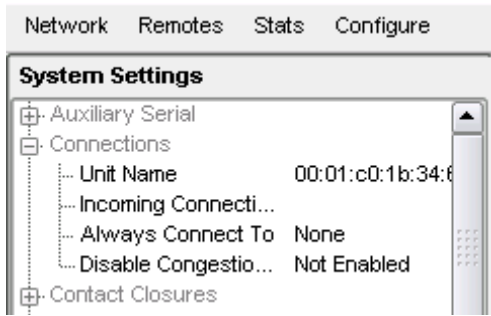 Network Remotes Stats Configure
System Settings
Auxiliary Serial
Connections
Unit Name 00:01:c0:1b:34:
Incoming Connecti...
Always Connect To None
Disable Congestio... Not Enabled
Contact Closures